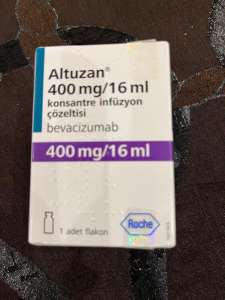 Altuzan®
400 mg/16 ml
konsantre infüzyon
çözeltisi
bevacizumab
400 mg/16 ml
1 adet flakon
Roche